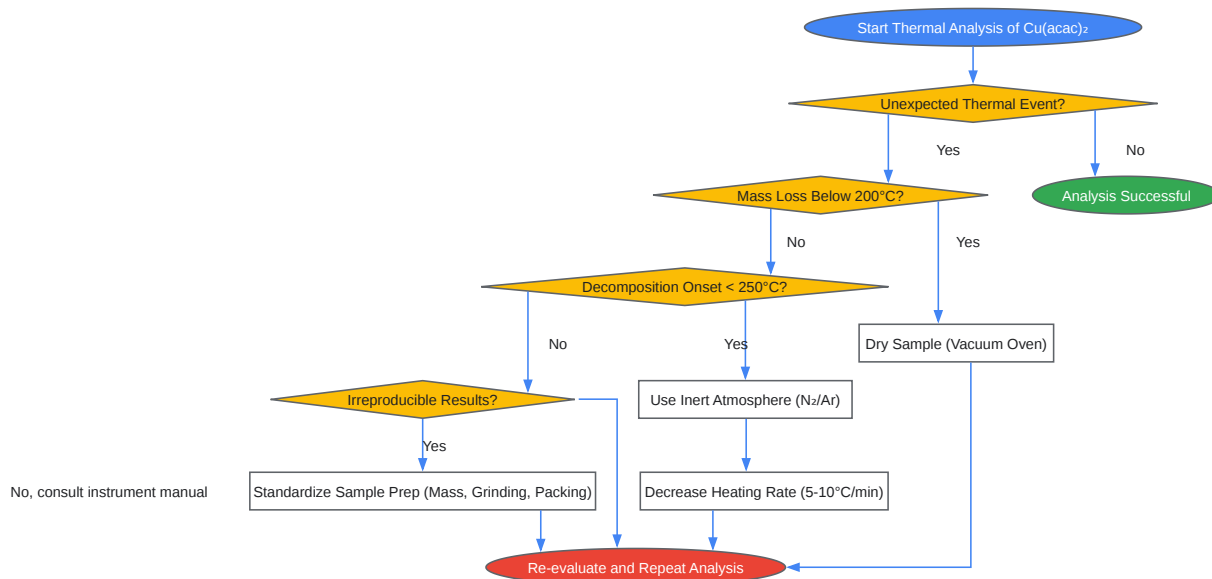 Start Thermal Analysis of Cu(acac)₂
Unexpected Thermal Event?
Yes
No
Mass Loss Below 200°C?
Analysis Successful
No
Yes
Decomposition Onset < 250°C?
No
Yes
Dry Sample (Vacuum Oven)
Irreproducible Results?
Use Inert Atmosphere (N₂/Ar)
Yes
No, consult instrument manual
Standardize Sample Prep (Mass, Grinding, Packing)
Decrease Heating Rate (5-10°C/min)
Re-evaluate and Repeat Analysis